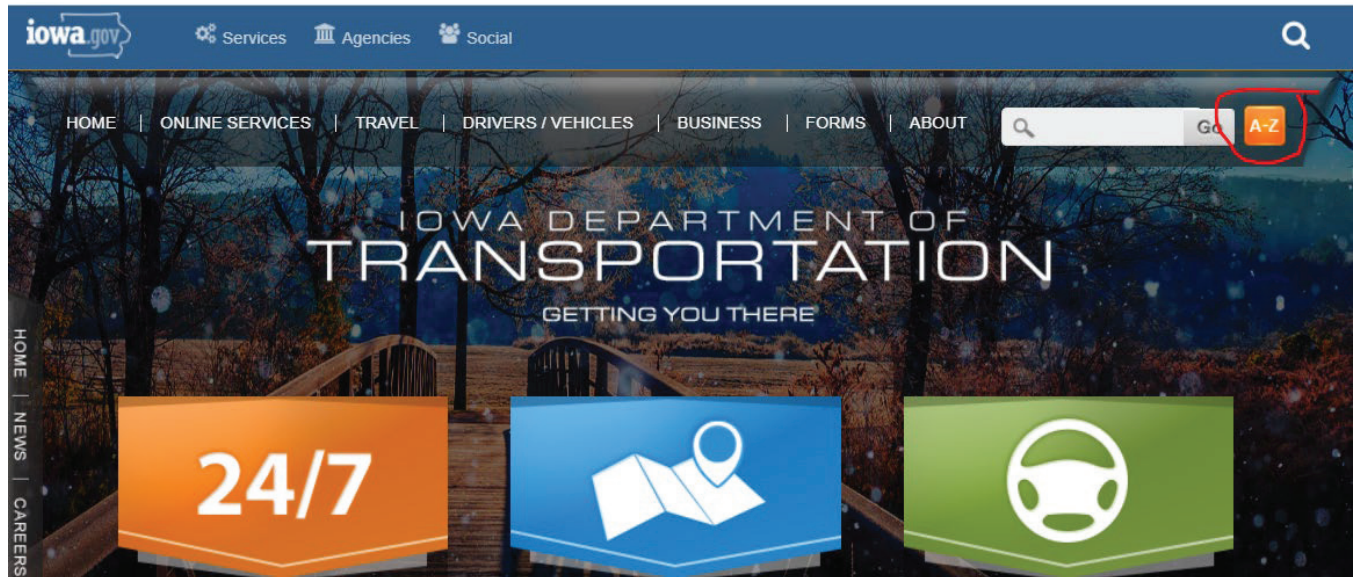 iowa.gov Services Agencies Social
HOME | ONLINE SERVICES | TRAVEL | DRIVERS / VEHICLES | BUSINESS | FORMS | ABOUT Go A-Z
IOWA DEPARTMENT OF
TRANSPORTATION
GETTING YOU THERE
HOME | NEWS | CAREERS
24/7